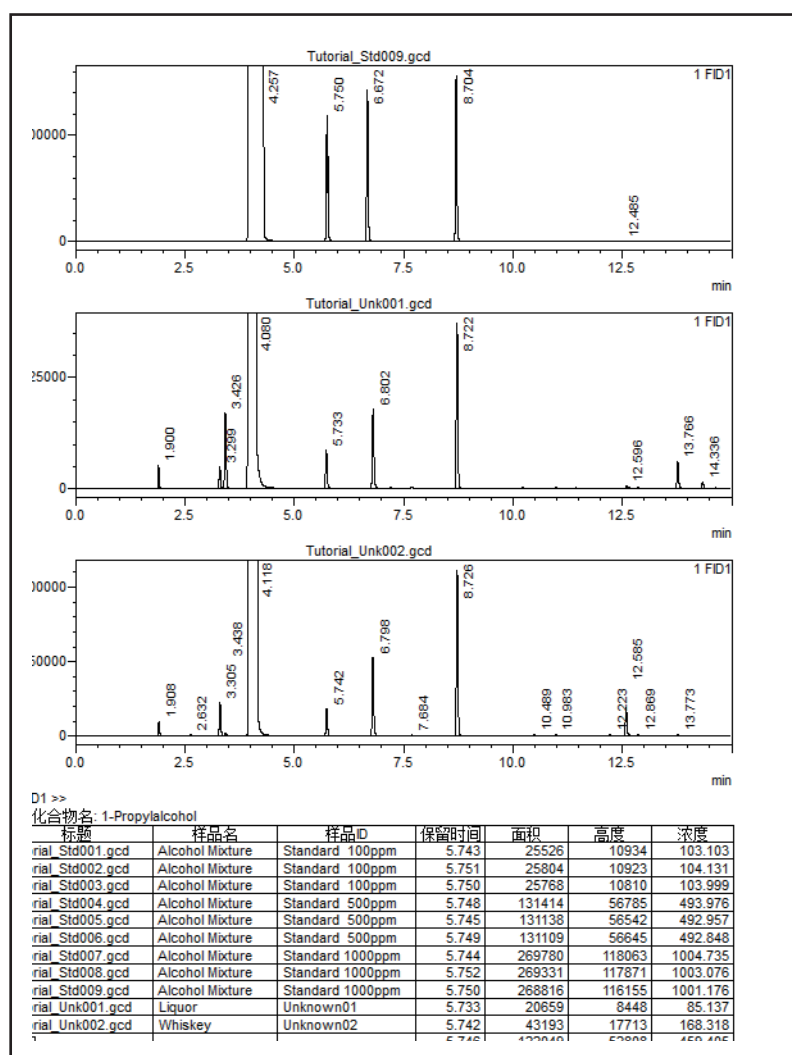 Tutorial_Std009.gcd
1 FID1
4.257
5.750
6.672
8.704
12.485
00000
0
0.0 2.5 5.0 7.5 10.0 12.5
min
Tutorial_Unk001.gcd
1 FID1
1.900
3.299
3.426
4.080
5.733
6.802
8.722
12.596
13.766
14.336
25000
0
0.0 2.5 5.0 7.5 10.0 12.5
min
Tutorial_Unk002.gcd
1 FID1
1.908
2.632
3.305
3.438
4.118
5.742
6.798
7.684
8.726
10.489
10.983
12.223
12.585
12.869
13.773
00000
50000
0
0.0 2.5 5.0 7.5 10.0 12.5
min
D1 >>
化合物名: 1-Propylalcohol
标题 样品名 样品ID 保留时间 面积 高度 浓度
rial_Std001.gcd Alcohol Mixture Standard 100ppm 5.743 25526 10934 103.103
rial_Std002.gcd Alcohol Mixture Standard 100ppm 5.751 25804 10923 104.131
rial_Std003.gcd Alcohol Mixture Standard 100ppm 5.750 25768 10810 103.999
rial_Std004.gcd Alcohol Mixture Standard 500ppm 5.748 131414 56785 493.976
rial_Std005.gcd Alcohol Mixture Standard 500ppm 5.745 131138 56542 492.957
rial_Std006.gcd Alcohol Mixture Standard 500ppm 5.749 131109 56645 492.848
rial_Std007.gcd Alcohol Mixture Standard 1000ppm 5.744 269780 118063 1004.735
rial_Std008.gcd Alcohol Mixture Standard 1000ppm 5.752 269331 117871 1003.076
rial_Std009.gcd Alcohol Mixture Standard 1000ppm 5.750 268816 116155 1001.176
rial_Unk001.gcd Liquor Unknown01 5.733 20659 8448 85.137
rial_Unk002.gcd Whiskey Unknown02 5.742 43193 17713 168.318